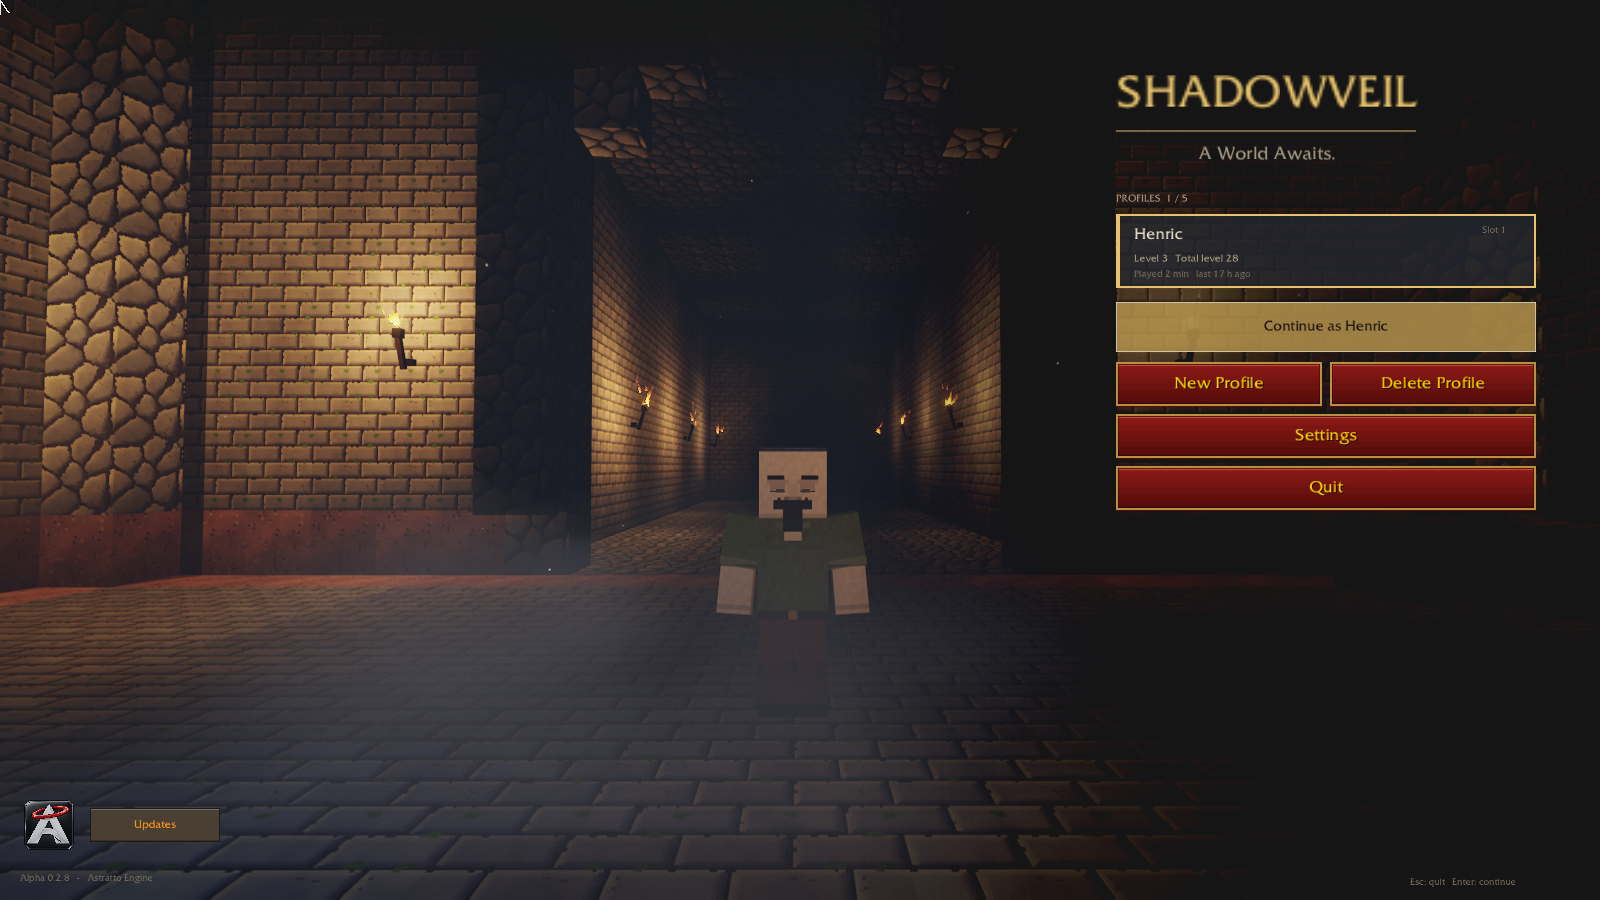 SHADOWVEIL
A World Awaits.
PROFILES 1 / 5
Henric
Slot 1
Level 3 Total level 28
Played 2 min last 17 h ago
Continue as Henric
New Profile
Delete Profile
Settings
Quit
A
Updates
Alpha 0.2.8 - Astratto Engine
Esc: quit Enter: continue